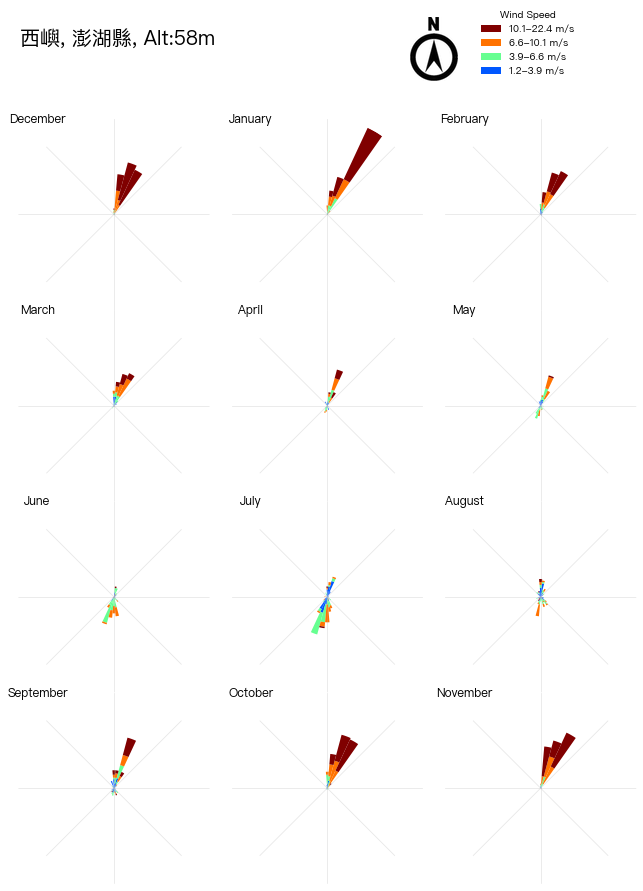 西嶼, 澎湖縣, Alt:58m
N
Wind Speed
10.1–22.4 m/s
6.6–10.1 m/s
3.9–6.6 m/s
1.2–3.9 m/s
December
January
February
March
April
May
June
July
August
September
October
November